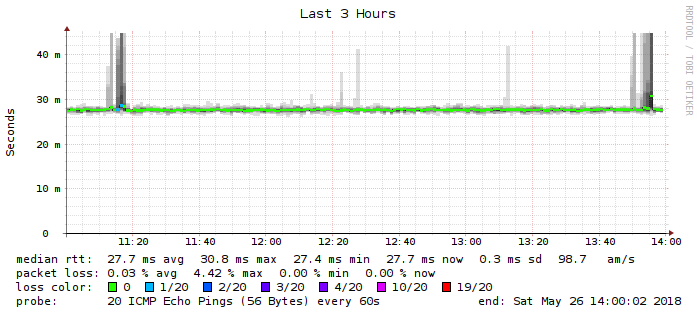 Last 3 Hours
RRDTOOL / TOBI OETIKER
Seconds
40 m
30 m
20 m
10 m
0
11:20 11:40 12:00 12:20 12:40 13:00 13:20 13:40 14:00
median rtt: 27.7 ms avg 30.8 ms max 27.4 ms min 27.7 ms now 0.3 ms sd 98.7 am/s
packet loss: 0.03 % avg 4.42 % max 0.00 % min 0.00 % now
loss color: 0 1/20 2/20 3/20 4/20 10/20 19/20
probe: 20 ICMP Echo Pings (56 Bytes) every 60s end: Sat May 26 14:00:02 2018